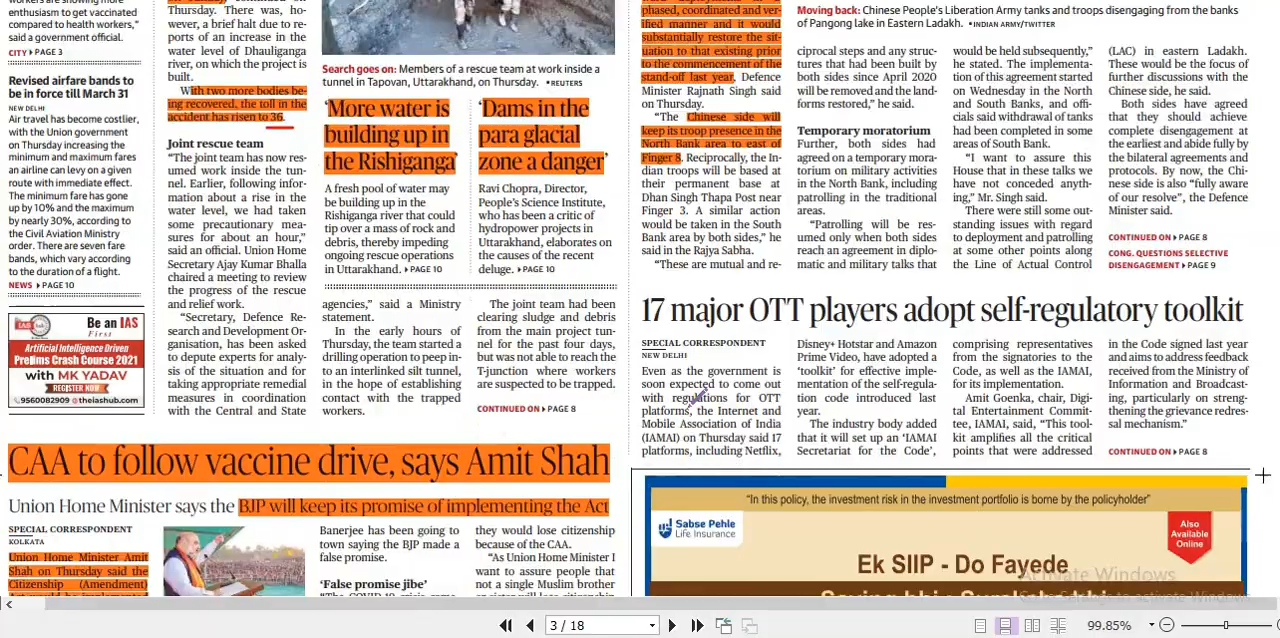 workers are showing more
enthusiasm to get vaccinated
compared to health workers,"
said a government official.
CITY ▸ PAGE 3
Revised airfare bands to
be in force till March 31
NEW DELHI
Air travel has become costlier,
with the Union government
on Thursday increasing the
minimum and maximum fares
an airline can levy on a given
route with immediate effect.
The minimum fare has gone
up by 10% and the maximum
by nearly 30%, according to
the Civil Aviation Ministry
order. There are seven fare
bands, which vary according
to the duration of a flight.
NEWS ▸ PAGE 10
IAS hub
Be an IAS
First
Artificial Intelligence Driven
Prelims Crash Course 2021
with MK YADAV
REGISTER NOW
9560082909 @theiashub.com
Thursday. There was, ho-
wever, a brief halt due to re-
ports of an increase in the
water level of Dhauliganga
river, on which the project is
built.
With two more bodies be-
ing recovered, the toll in the
accident has risen to 36.
Joint rescue team
"The joint team has now res-
umed work inside the tun-
nel. Earlier, following infor-
mation about a rise in the
water level, we had taken
some precautionary mea-
sures for about an hour,"
said an official. Union Home
Secretary Ajay Kumar Bhalla
chaired a meeting to review
the progress of the rescue
and relief work.
"Secretary, Defence Re-
search and Development Or-
ganisation, has been asked
to depute experts for analy-
sis of the situation and for
taking appropriate remedial
measures in coordination
with the Central and State
Search goes on: Members of a rescue team at work inside a
tunnel in Tapovan, Uttarakhand, on Thursday. ▪REUTERS
'More water is
building up in
the Rishiganga'
A fresh pool of water may
be building up in the
Rishiganga river that could
tip over a mass of rock and
debris, thereby impeding
ongoing rescue operations
in Uttarakhand. ▸PAGE 10
'Dams in the
para glacial
zone a danger'
Ravi Chopra, Director,
People's Science Institute,
who has been a critic of
hydropower projects in
Uttarakhand, elaborates on
the causes of the recent
deluge. ▸PAGE 10
agencies," said a Ministry
statement.
In the early hours of
Thursday, the team started a
drilling operation to peep in-
to an interlinked silt tunnel,
in the hope of establishing
contact with the trapped
workers.
The joint team had been
clearing sludge and debris
from the main project tun-
nel for the past four days,
but was not able to reach the
T-junction where workers
are suspected to be trapped.
CONTINUED ON ▸ PAGE 8
CAA to follow vaccine drive, says Amit Shah
Union Home Minister says the BJP will keep its promise of implementing the Act
SPECIAL CORRESPONDENT
KOLKATA
Union Home Minister Amit
Shah on Thursday said the
Citizenship (Amendment)
Banerjee has been going to
town saying the BJP made a
false promise.
'False promise jibe'
they would lose citizenship
because of the CAA.
"As Union Home Minister I
want to assure people that
not a single Muslim brother
phased, coordinated and ver-
ified manner and it would
substantially restore the sit-
uation to that existing prior
to the commencement of the
stand-off last year. Defence
Minister Rajnath Singh said
on Thursday.
"The Chinese side will
keep its troop presence in the
North Bank area to east of
Finger 8. Reciprocally, the In-
dian troops will be based at
their permanent base at
Dhan Singh Thapa Post near
Finger 3. A similar action
would be taken in the South
Bank area by both sides," he
said in the Rajya Sabha.
"These are mutual and re-
Moving back: Chinese People's Liberation Army tanks and troops disengaging from the banks
of Pangong lake in Eastern Ladakh. ▪INDIAN ARMY/TWITTER
ciprocal steps and any struc-
tures that had been built by
both sides since April 2020
will be removed and the land-
forms restored," he said.
Temporary moratorium
Further, both sides had
agreed on a temporary mora-
torium on military activities
in the North Bank, including
patrolling in the traditional
areas.
"Patrolling will be res-
umed only when both sides
reach an agreement in diplo-
matic and military talks that
would be held subsequently,"
he stated. The implementa-
tion of this agreement started
on Wednesday in the North
and South Banks, and offi-
cials said withdrawal of tanks
had been completed in some
areas of South Bank.
"I want to assure this
House that in these talks we
have not conceded anyth-
ing," Mr. Singh said.
There were still some out-
standing issues with regard
to deployment and patrolling
at some other points along
the Line of Actual Control
(LAC) in eastern Ladakh.
These would be the focus of
further discussions with the
Chinese side, he said.
Both sides have agreed
that they should achieve
complete disengagement at
the earliest and abide fully by
the bilateral agreements and
protocols. By now, the Chi-
nese side is also "fully aware
of our resolve", the Defence
Minister said.
CONTINUED ON ▸ PAGE 8
CONG. QUESTIONS SELECTIVE
DISENGAGEMENT ▸ PAGE 9
17 major OTT players adopt self-regulatory toolkit
SPECIAL CORRESPONDENT
NEW DELHI
Even as the government is
soon expected to come out
with regulations for OTT
platforms, the Internet and
Mobile Association of India
(IAMAI) on Thursday said 17
platforms, including Netflix,
Disney+ Hotstar and Amazon
Prime Video, have adopted a
'toolkit' for effective imple-
mentation of the self-regula-
tion code introduced last
year.
The industry body added
that it will set up an 'IAMAI
Secretariat for the Code',
comprising representatives
from the signatories to the
Code, as well as the IAMAI,
for its implementation.
Amit Goenka, chair, Digi-
tal Entertainment Commit-
tee, IAMAI, said, "This tool-
kit amplifies all the critical
points that were addressed
in the Code signed last year
and aims to address feedback
received from the Ministry of
Information and Broadcast-
ing, particularly on streng-
thening the grievance redres-
sal mechanism."
CONTINUED ON ▸ PAGE 8
"In this policy, the investment risk in the investment portfolio is borne by the policyholder"
Sabse Pehle
Life Insurance
Also
Available
Online
Ek SIIP - Do Fayede
Activate Windows
3 / 18
99.85%